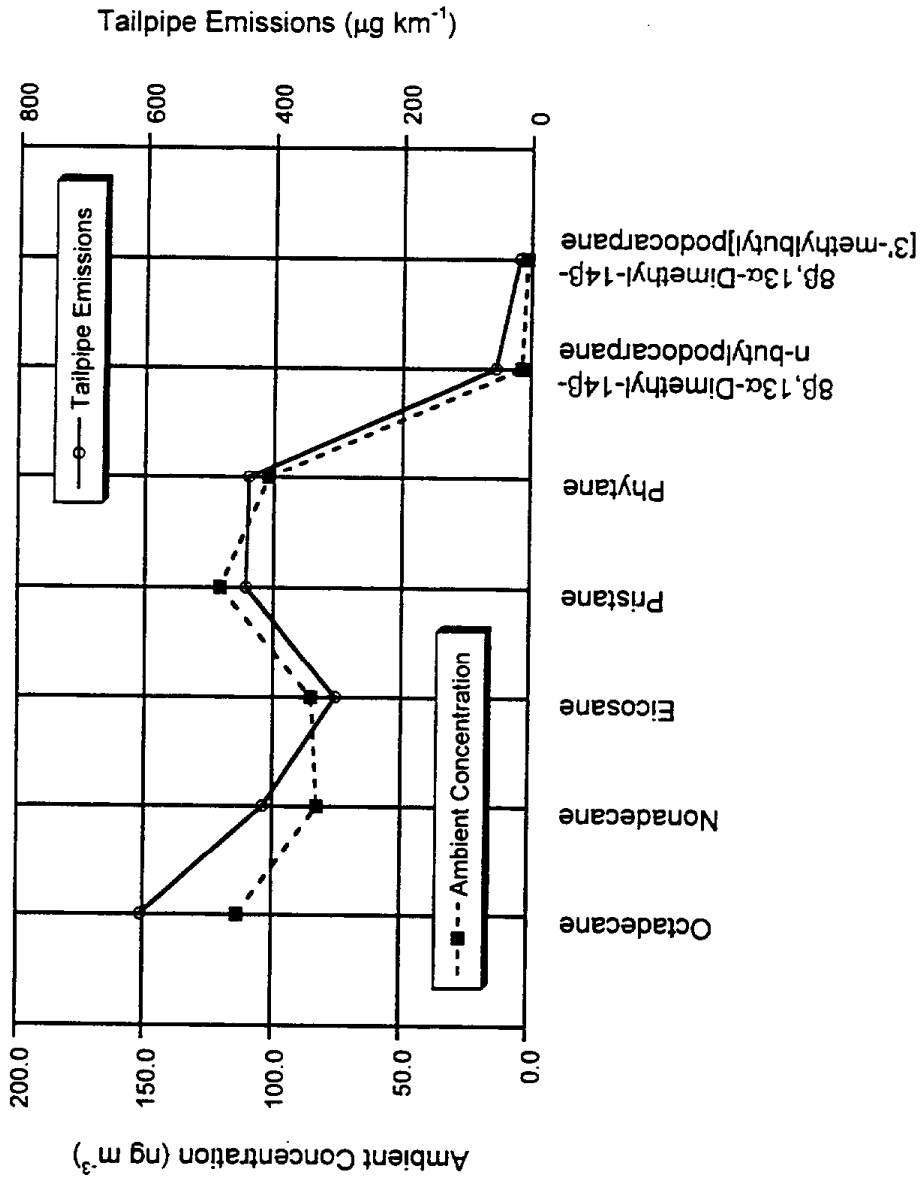 Tailpipe Emissions (μg km⁻¹)
800
600
400
200
0
Tailpipe Emissions
[3'-methylbutyl]podocarpane
8β,13α-Dimethyl-14β-
n-butylpodocarpane
8β,13α-Dimethyl-14β-
Phytane
Pristane
Eicosane
Nonadecane
Octadecane
Ambient Concentration
200.0
150.0
100.0
50.0
0.0
Ambient Concentration (ng m⁻³)